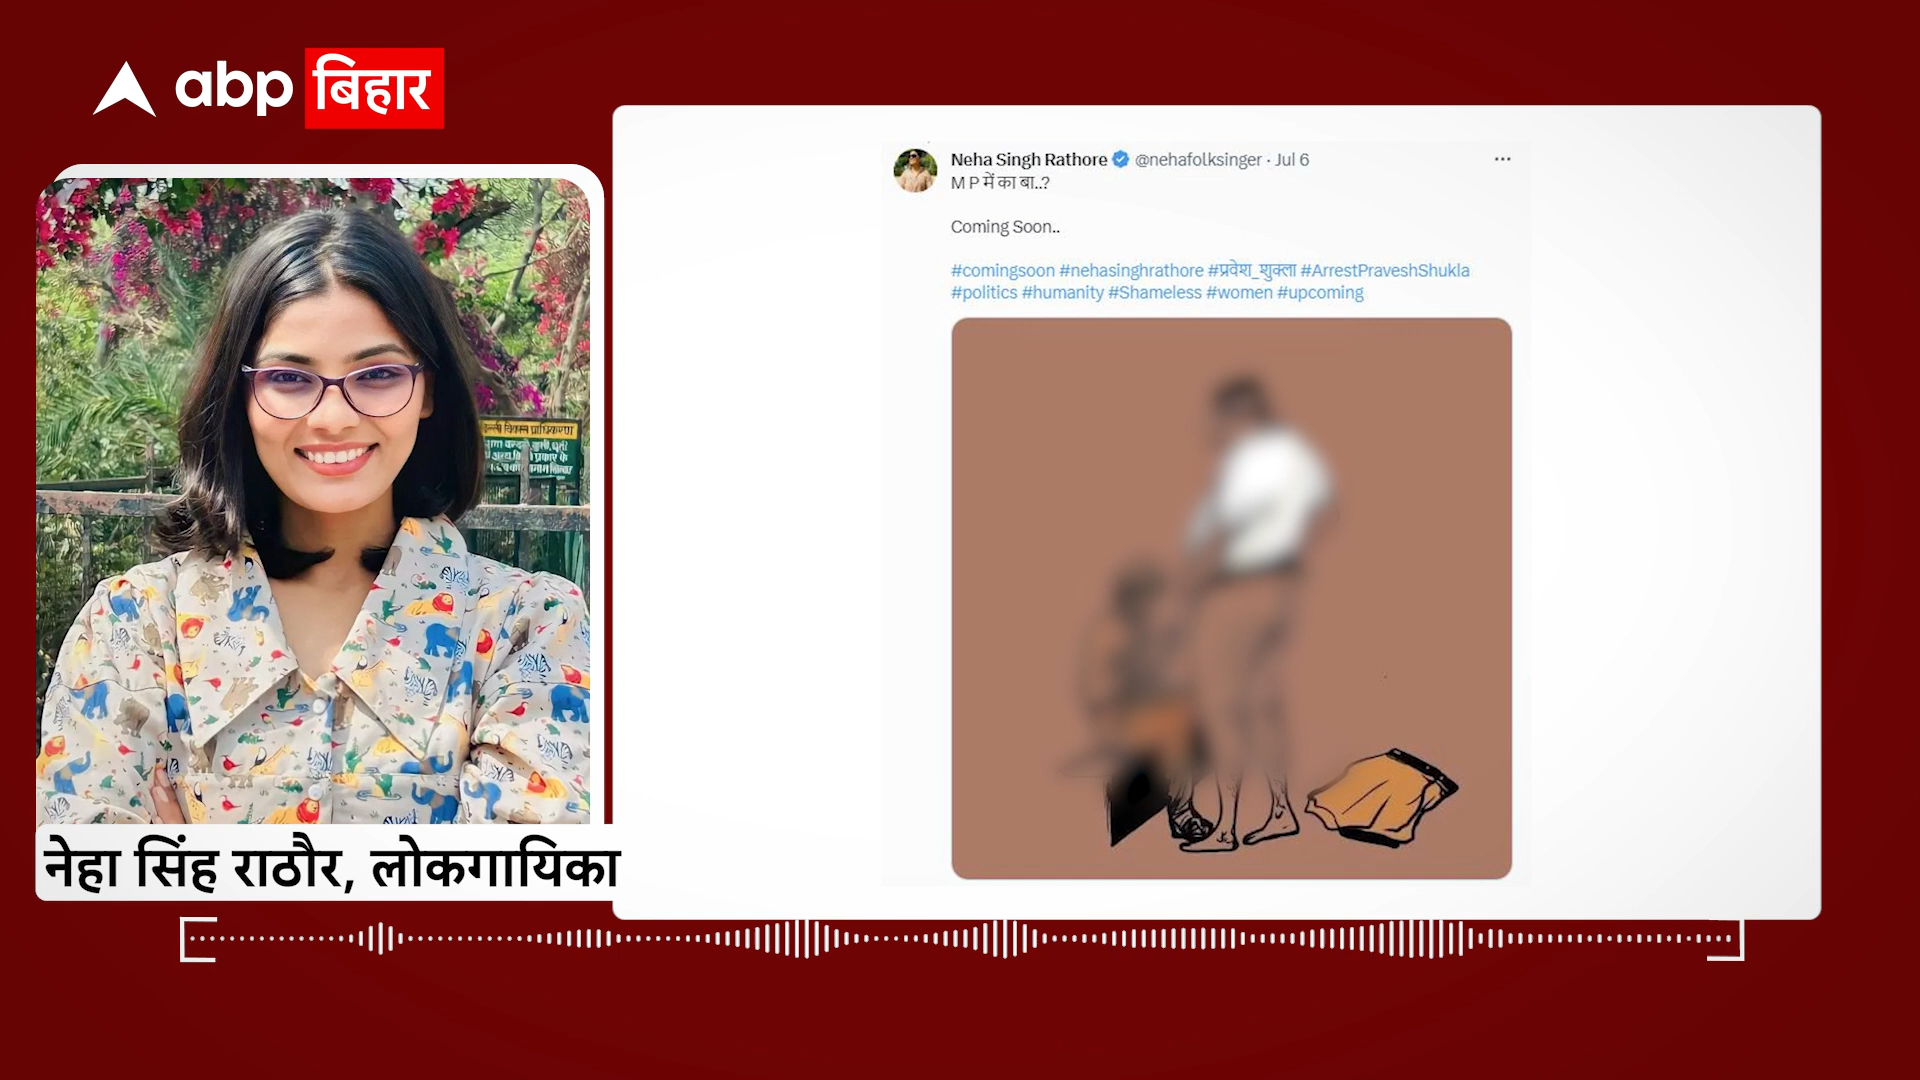 abp बिहार
Neha Singh Rathore @nehafolksinger · Jul 6
M P में का बा..?
Coming Soon..
#comingsoon #nehasinghrathore #प्रवेश_शुक्ला #ArrestPraveshShukla
#politics #humanity #Shameless #women #upcoming
नेहा सिंह राठौर, लोकगायिका